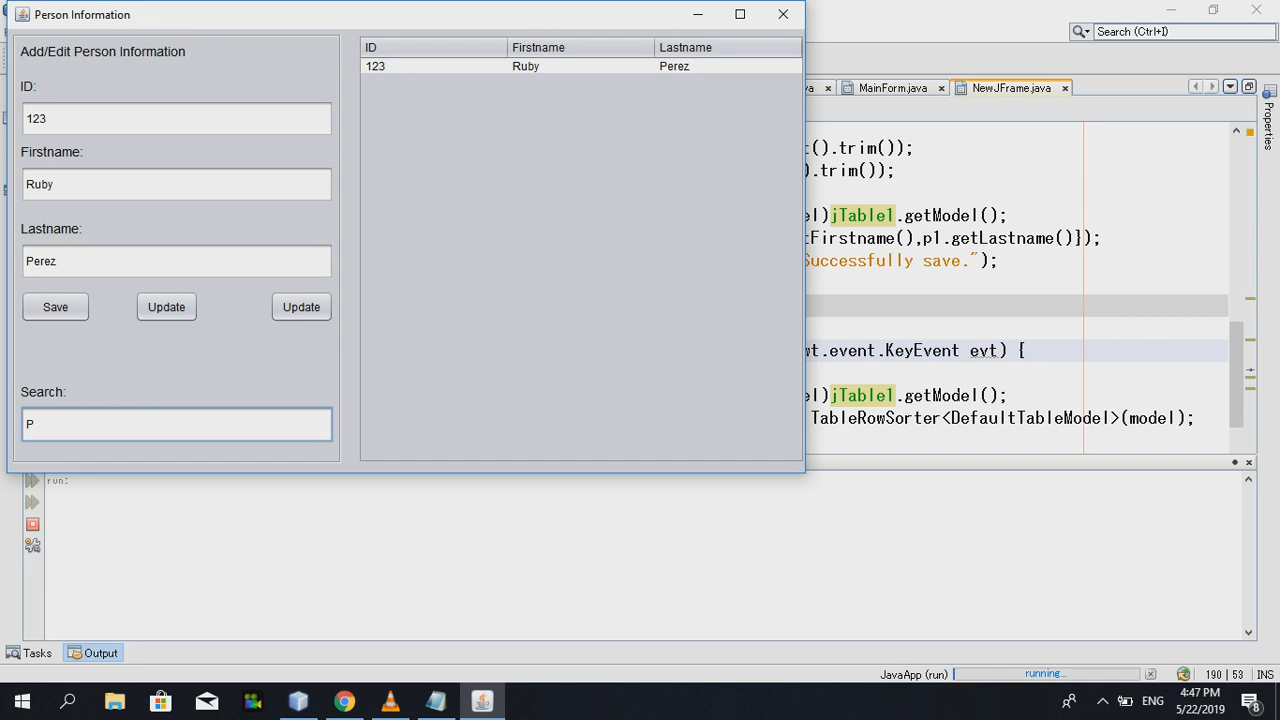 Person Information
Add/Edit Person Information
ID:
123
Firstname:
Ruby
Lastname:
Perez
Save Update Update
Search:
P
ID Firstname Lastname
123 Ruby Perez
Search (Ctrl+I)
MainForm.java NewJFrame.java
Properties
().trim());
).trim());
el)jTable1.getModel();
tFirstname(),p1.getLastname()});
Successfully save.");
wt.event.KeyEvent evt) {
el)jTable1.getModel();
TableRowSorter<DefaultTableModel>(model);
run:
Tasks Output
JavaApp (run) running... 190 | 53 INS
ENG 4:47 PM
5/22/2019 8